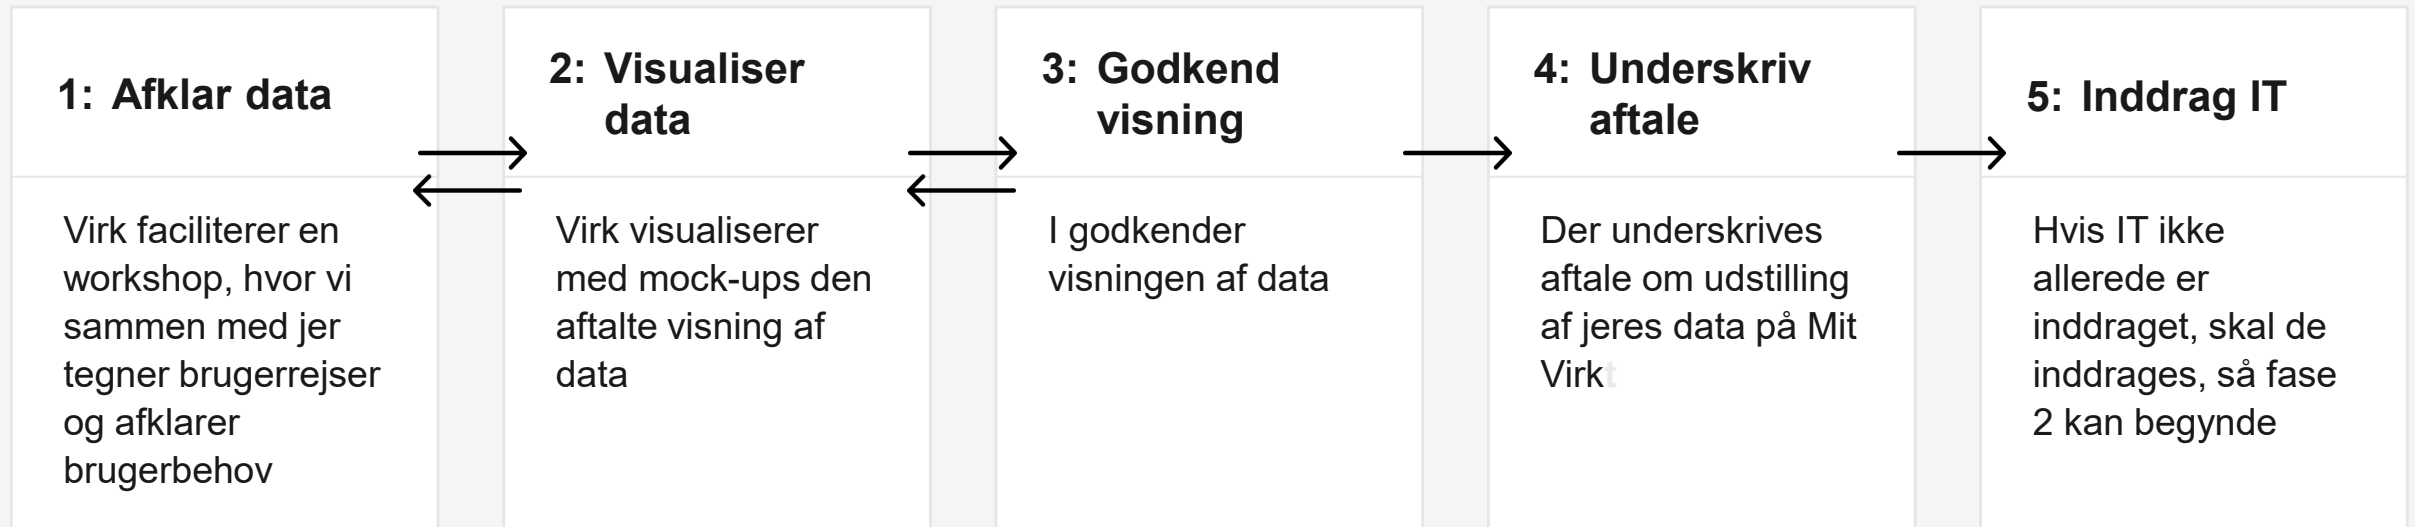 1: Afklar data
Virk faciliterer en
workshop, hvor vi
sammen med jer
tegner brugerrejser
og afklarer
brugerbehov
2: Visualiser
data
Virk visualiserer
med mock-ups den
aftalte visning af
data
3: Godkend
visning
I godkender
visningen af data
4: Underskriv
aftale
Der underskrives
aftale om udstilling
af jeres data på Mit
Virkt
5: Inddrag IT
Hvis IT ikke
allerede er
inddraget, skal de
inddrages, så fase
2 kan begynde